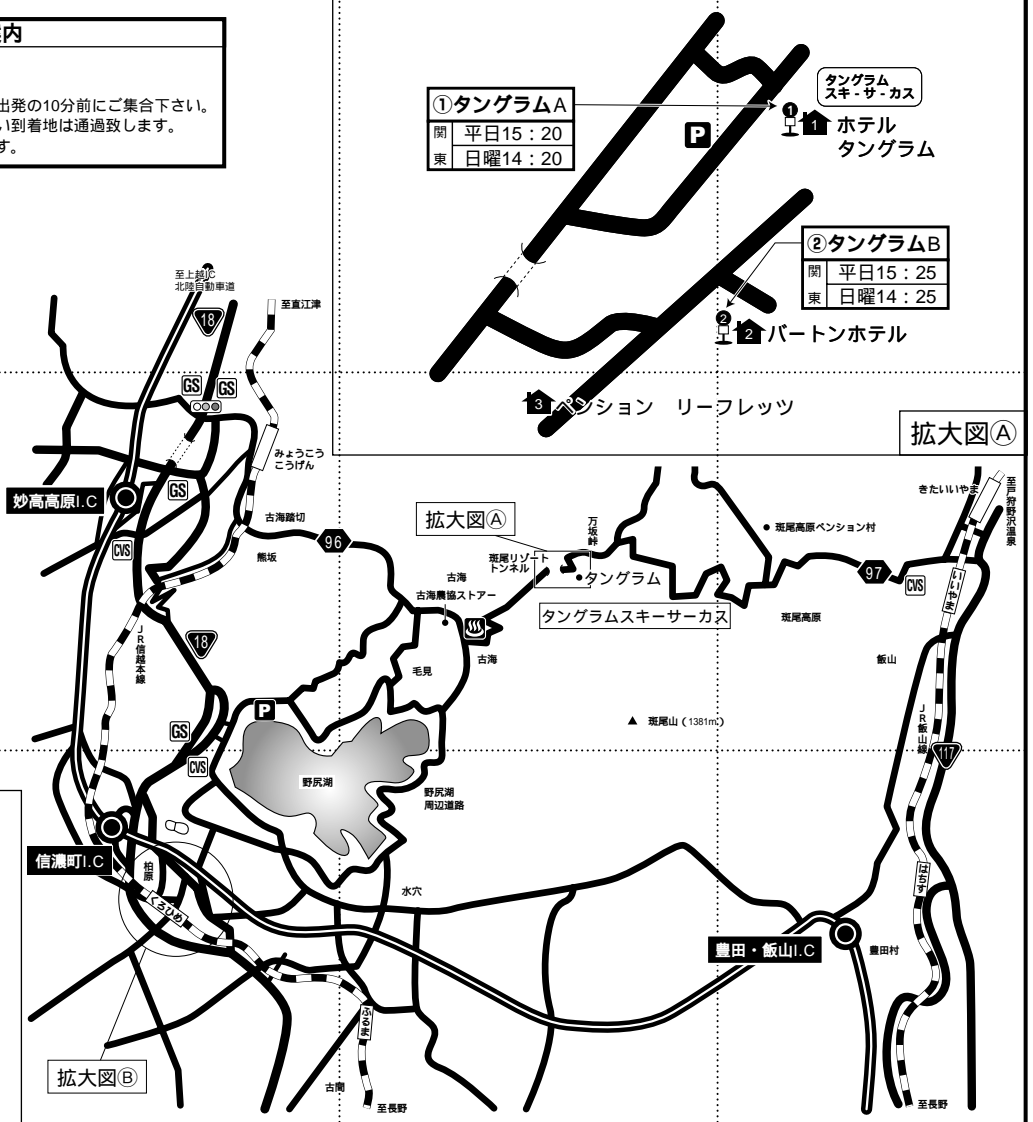 内
出発の10分前にご集合下さい。
い到着地は通過致します。
す。
①タングラムA
関東
平日15：20
日曜14：20
タングラム
スキ-サ-カス
P
1
1
ホテル
タングラム
②タングラムB
関東
平日15：25
日曜14：25
2
2
バートンホテル
3
ペンション リーフレッツ
拡大図Ⓐ
至上越IC
北陸自動車道
18
至直江津
GS
GS
みょうこう
こうげん
妙高高原I.C
GS
CVS
古海踏切
熊坂
96
拡大図Ⓐ
斑尾リゾート
トンネル
万坂峠
タングラム
タングラムスキーサーカス
斑尾高原ペンション村
きたいいやま
至戸狩野沢温泉
97
CVS
いいやま
斑尾高原
飯山
古海
古海農協ストアー
古海
毛見
JR信越本線
18
P
GS
CVS
野尻湖
野尻湖
周辺道路
斑尾山（1381m）
JR飯山線
117
信濃町I.C
柏原
くろひめ
水穴
はちす
豊田・飯山I.C
豊田村
ふるま
拡大図Ⓑ
古間
至長野
至長野